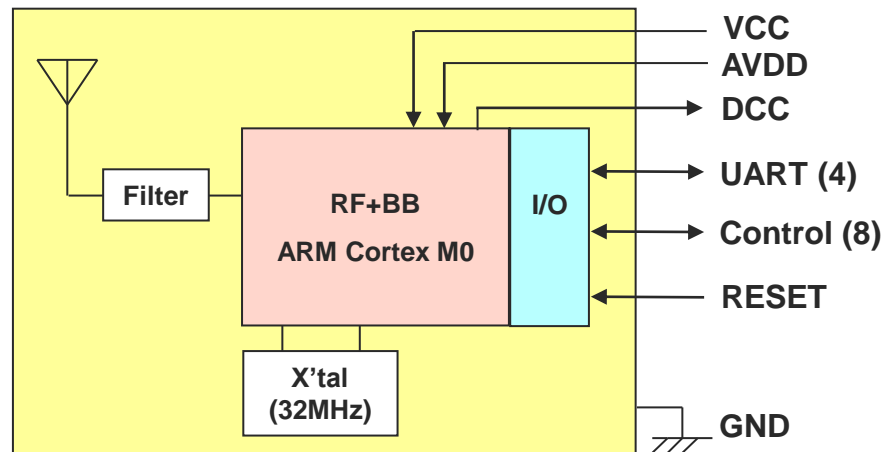 VCC
AVDD
DCC
Filter
RF+BB
ARM Cortex M0
I/O
UART (4)
Control (8)
RESET
X’tal
(32MHz)
GND